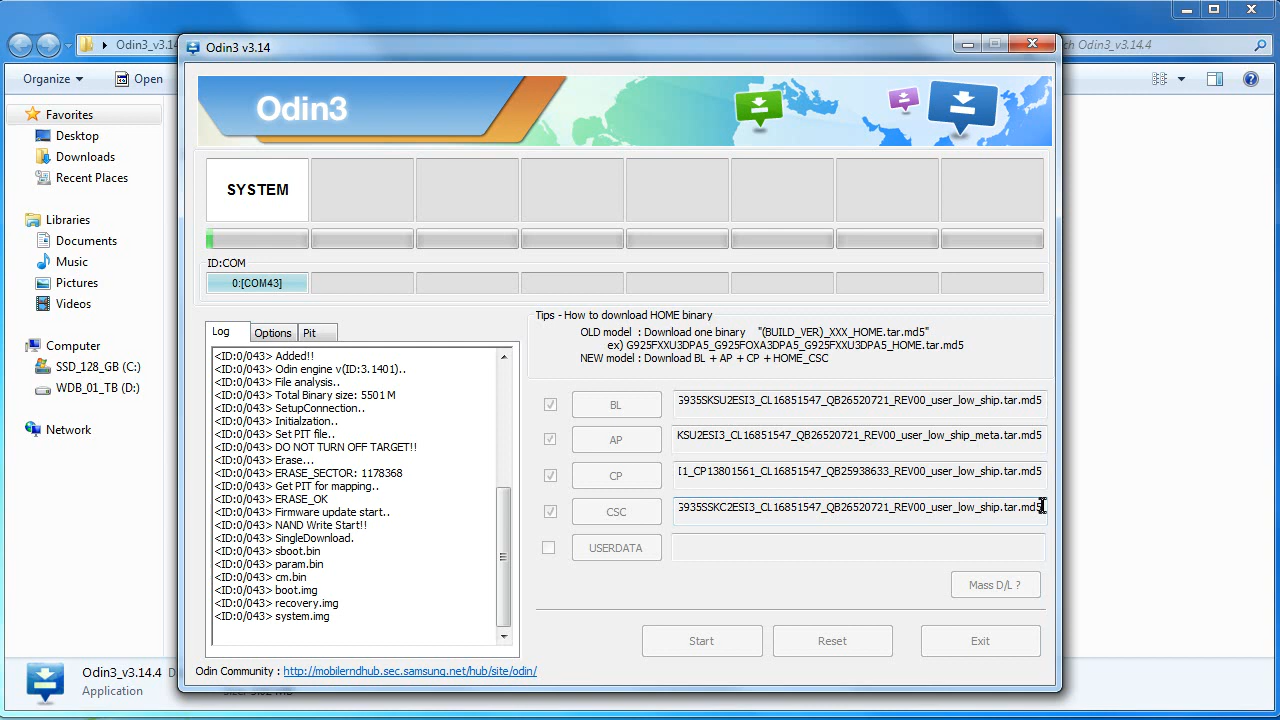 Odin3_v3.14
ch Odin3_v3.14.4
Odin3 v3.14
Organize
Open
Odin3
Favorites
Desktop
Downloads
Recent Places
Libraries
Documents
Music
Pictures
Videos
Computer
SSD_128_GB (C:)
WDB_01_TB (D:)
Network
SYSTEM
ID:COM
0:[COM43]
Log
Options
Pit
<ID:0/043> Added!!
<ID:0/043> Odin engine v(ID:3.1401)..
<ID:0/043> File analysis..
<ID:0/043> Total Binary size: 5501 M
<ID:0/043> SetupConnection..
<ID:0/043> Initialzation..
<ID:0/043> Set PIT file..
<ID:0/043> DO NOT TURN OFF TARGET!!
<ID:0/043> Erase...
<ID:0/043> ERASE_SECTOR: 1178368
<ID:0/043> Get PIT for mapping..
<ID:0/043> ERASE_OK
<ID:0/043> Firmware update start..
<ID:0/043> NAND Write Start!!
<ID:0/043> SingleDownload.
<ID:0/043> sboot.bin
<ID:0/043> param.bin
<ID:0/043> cm.bin
<ID:0/043> boot.img
<ID:0/043> recovery.img
<ID:0/043> system.img
Tips - How to download HOME binary
OLD model : Download one binary "(BUILD_VER)_XXX_HOME.tar.md5"
ex) G925FXXU3DPA5_G925FOXA3DPA5_G925FXXU3DPA5_HOME.tar.md5
NEW model : Download BL + AP + CP + HOME_CSC
BL
G935SKSU2ESI3_CL16851547_QB26520721_REV00_user_low_ship.tar.md5
AP
KSU2ESI3_CL16851547_QB26520721_REV00_user_low_ship_meta.tar.md5
CP
I1_CP13801561_CL16851547_QB25938633_REV00_user_low_ship.tar.md5
CSC
G935SSKC2ESI3_CL16851547_QB26520721_REV00_user_low_ship.tar.md5
USERDATA
Mass D/L ?
Start
Reset
Exit
Odin Community : http://mobilerndhub.sec.samsung.net/hub/site/odin/
Odin3_v3.14.4
Application